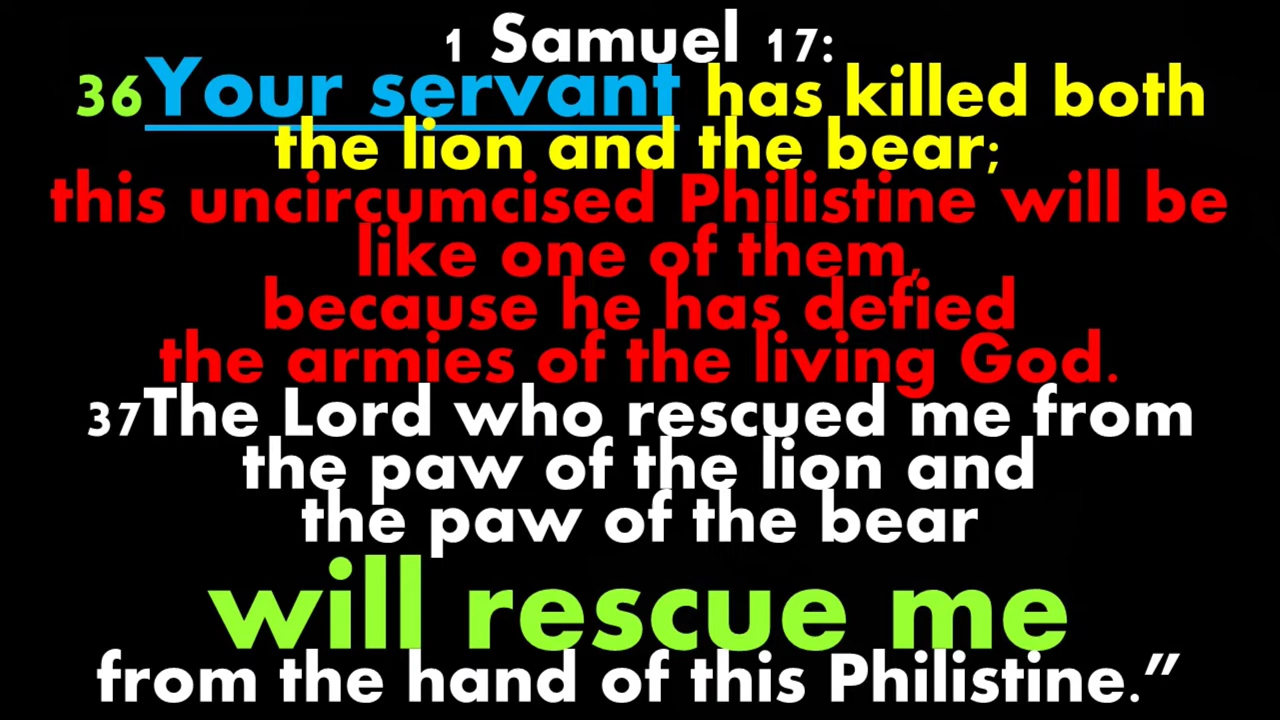 1 Samuel 17:
36Your servant has killed both
the lion and the bear;
this uncircumcised Philistine will be
like one of them,
because he has defied
the armies of the living God.
37The Lord who rescued me from
the paw of the lion and
the paw of the bear
will rescue me
from the hand of this Philistine.”